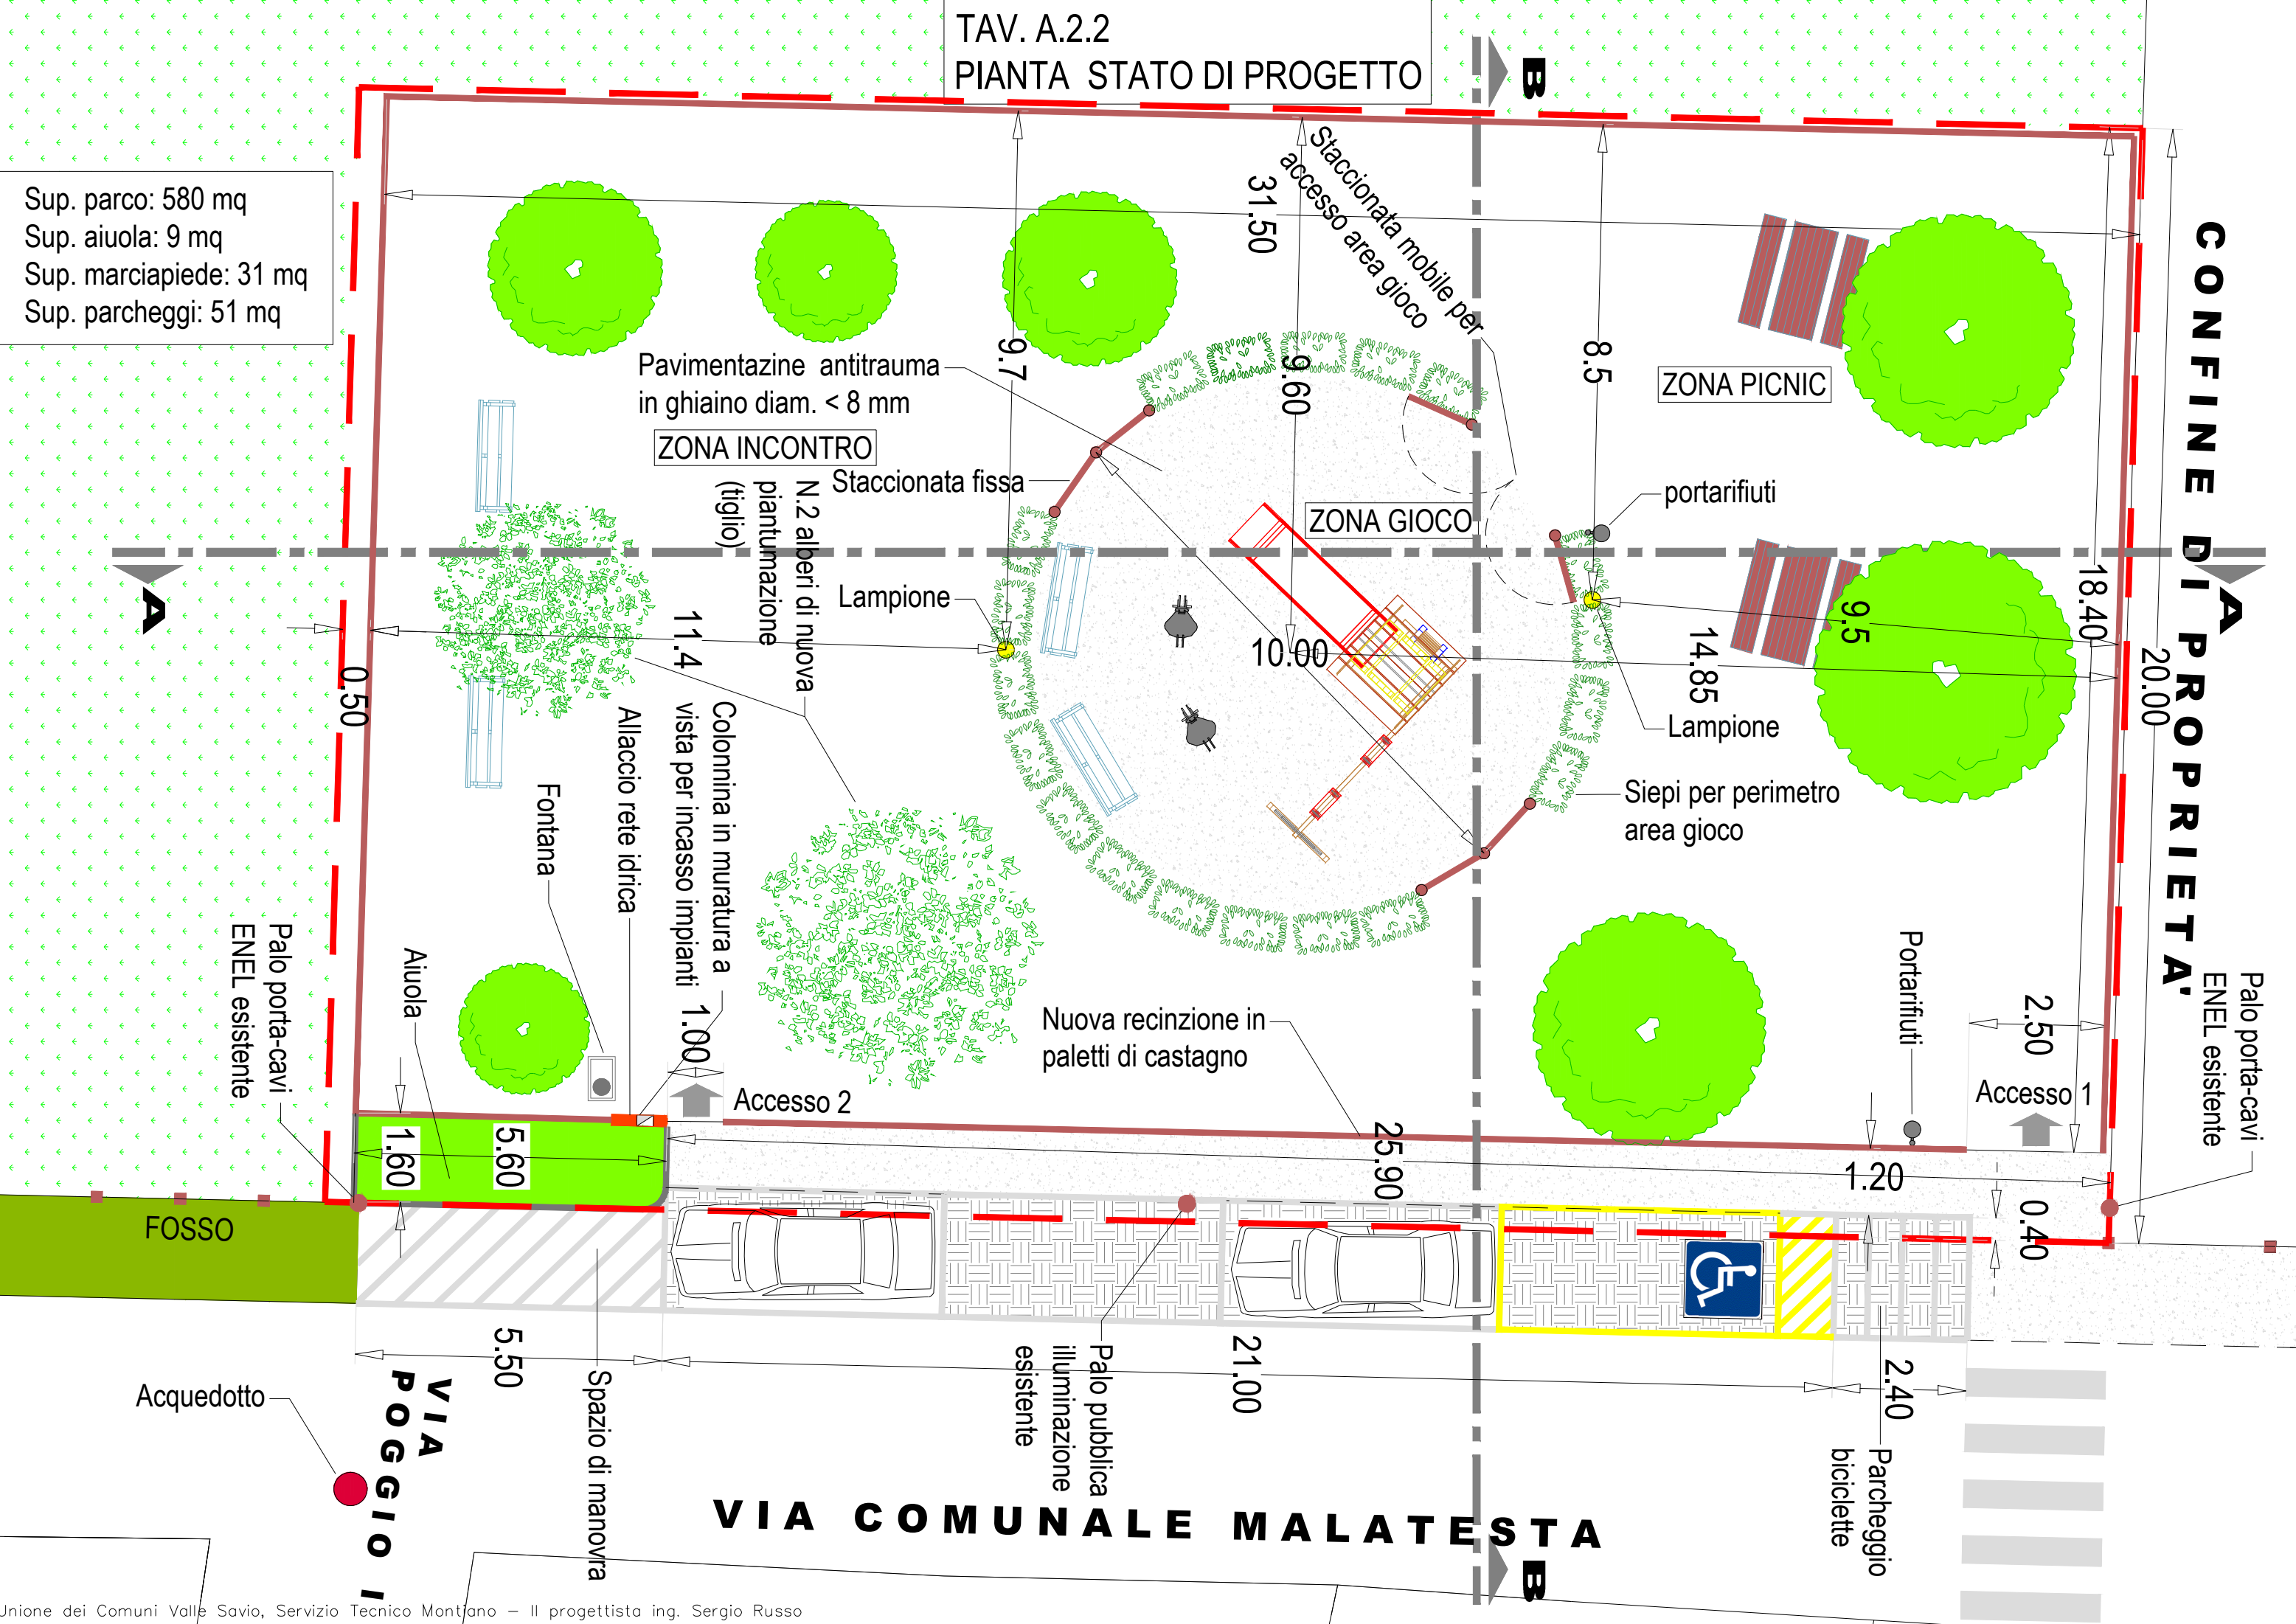 TAV. A.2.2
PIANTA STATO DI PROGETTO
B
Sup. parco: 580 mq
Sup. aiuola: 9 mq
Sup. marciapiede: 31 mq
Sup. parcheggi: 51 mq
Staccionata mobile per
accesso area gioco
31.50
9.7
9.60
8.5
CONFINE DI PROPRIETA'
Pavimentazine antitrauma
in ghiaino diam. < 8 mm
ZONA INCONTRO
Staccionata fissa
ZONA PICNIC
ZONA GIOCO
portarifiuti
N.2 alberi di nuova
piantumazione
(tiglio)
Lampione
A
A
11.4
0.50
10.00
14.85
9.5
18.40
20.00
Lampione
Siepi per perimetro
area gioco
Colonnina in muratura a
vista per incasso impianti
Allaccio rete idrica
Fontana
Aiuola
Palo porta-cavi
ENEL esistente
1.00
Accesso 2
Nuova recinzione in
paletti di castagno
Portarifiuti
2.50
Accesso 1
Palo porta-cavi
ENEL esistente
1.60
5.60
25.90
1.20
0.40
FOSSO
5.50
21.00
2.40
Spazio di manovra
Palo pubblica
illuminazione
esistente
Parcheggio
biciclette
Acquedotto
VIA
POGGIO I
VIA COMUNALE MALATESTA
B
Unione dei Comuni Valle Savio, Servizio Tecnico Montiano – Il progettista ing. Sergio Russo